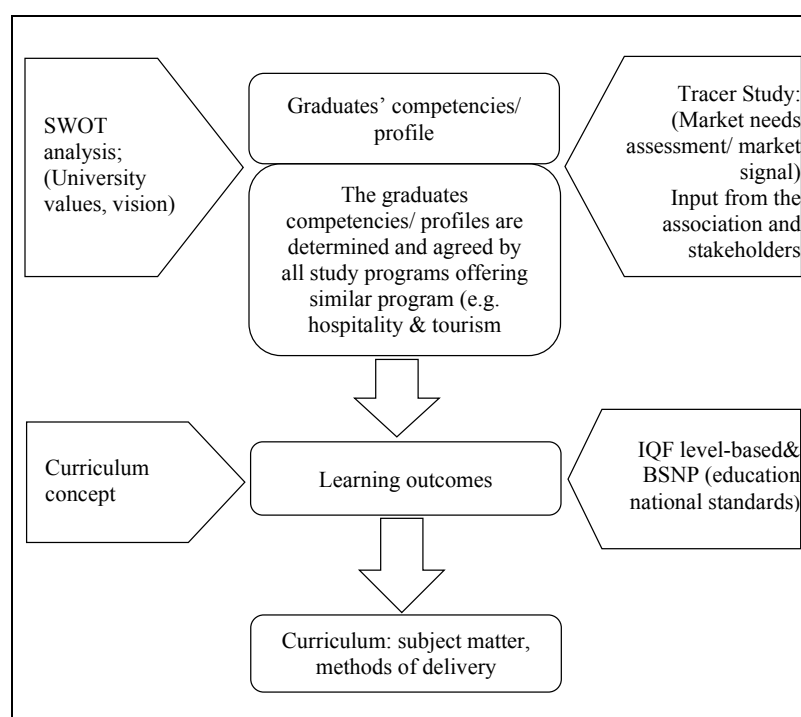 SWOT
analysis;
(University
values, vision)
Graduates’ competencies/
profile
The graduates
competencies/ profiles are
determined and agreed by
all study programs offering
similar program (e.g.
hospitality & tourism
Tracer Study:
(Market needs
assessment/ market
signal)
Input from the
association and
stakeholders
Curriculum
concept
Learning outcomes
IQF level-based&
BSNP (education
national standards)
Curriculum: subject matter,
methods of delivery